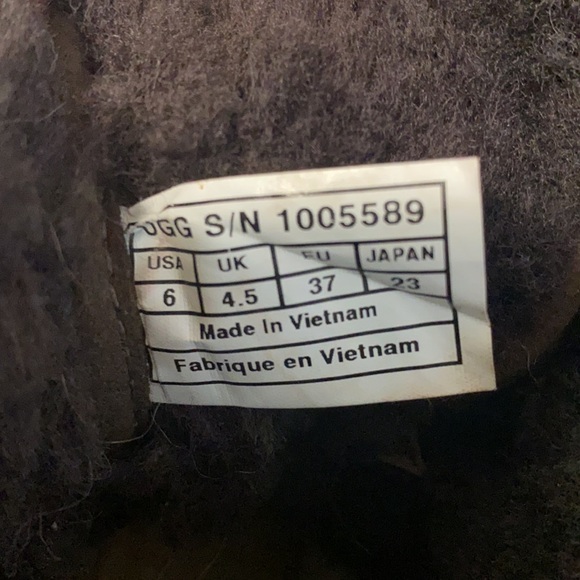 UGG S/N 1005589
USA UK EU JAPAN
6 4.5 37 23
Made In Vietnam
Fabrique en Vietnam